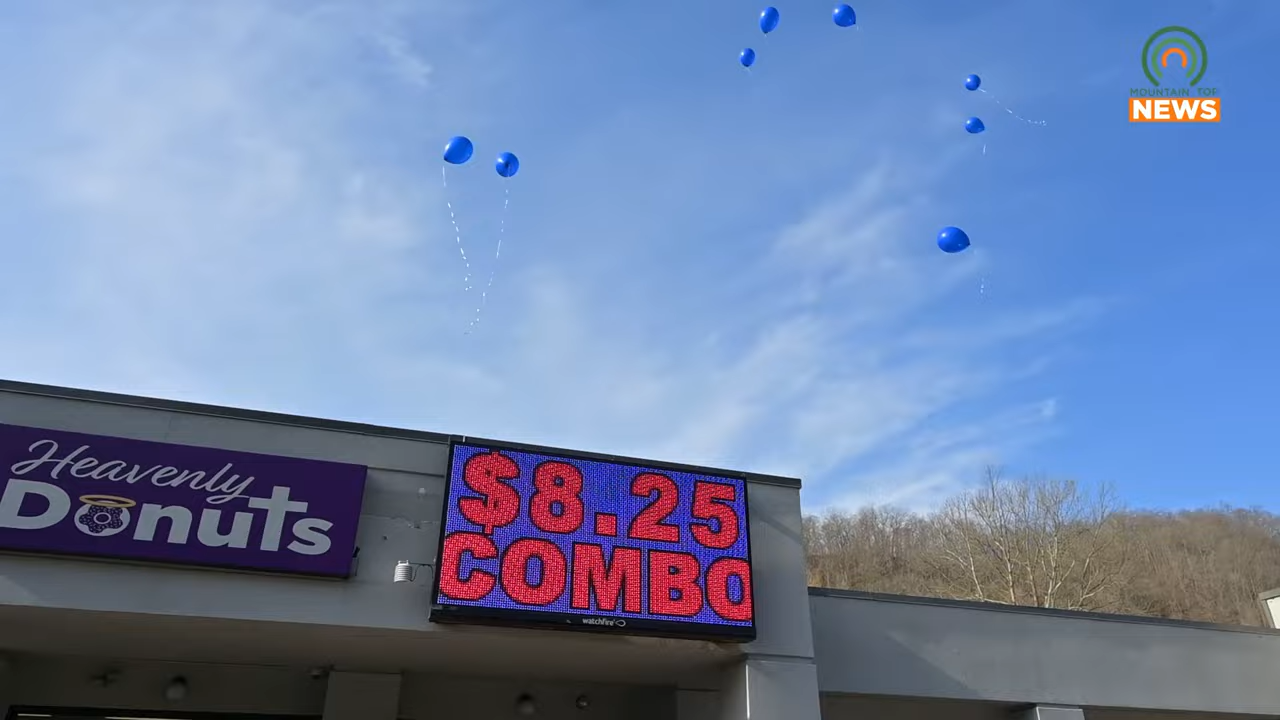 MOUNTAIN TOP
NEWS
Heavenly
Donuts
$8.25
COMBO
watchfire